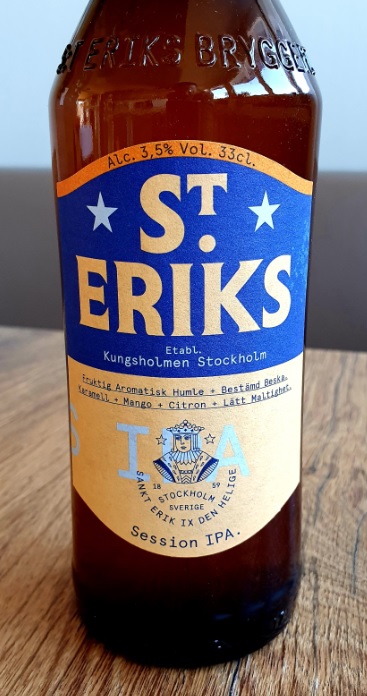 ST ERIKS BRYGGERI
Alc. 3,5% Vol. 33cl.
ST.
ERIKS
Etabl.
Kungsholmen Stockholm
Fruktig Aromatisk Humle + Bestämd Beska.
Karamell + Mango + Citron + Lätt Maltighet.
S IPA
18 59
STOCKHOLM
SVERIGE
SANKT ERIK IX DEN HELIGE
Session IPA.